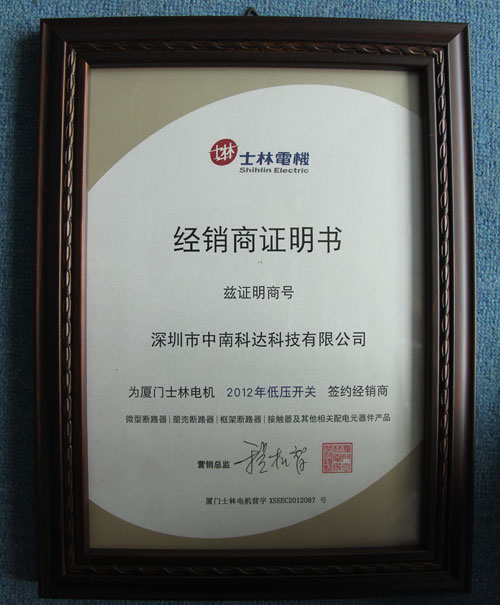 士林
士林電機
Shihlin Electric
经销商证明书
兹证明商号
深圳市中南科达科技有限公司
为厦门士林电机 2012年低压开关 签约经销商
微型断路器|塑壳断路器|框架断路器|接触器及其他相关配电元器件产品
营销总监
厦门士林电机营字 XSEEC2012087 号